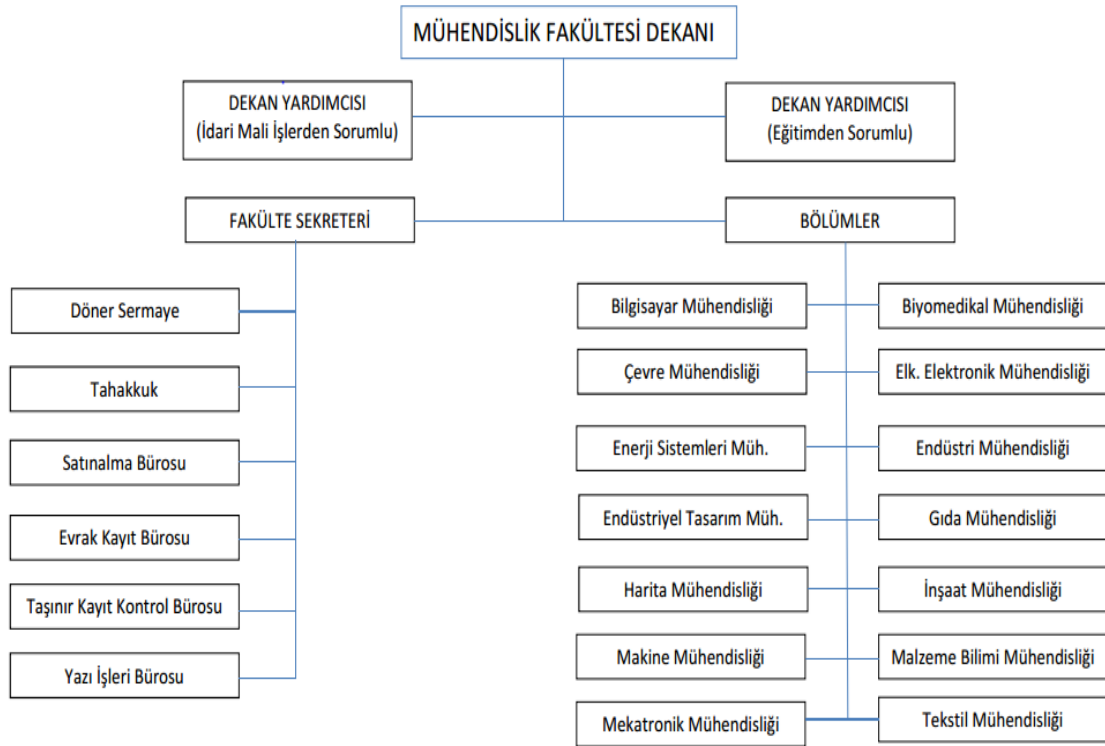 MÜHENDİSLİK FAKÜLTESİ DEKANI
DEKAN YARDIMCISI
(İdari Mali İşlerden Sorumlu)
DEKAN YARDIMCISI
(Eğitimden Sorumlu)
FAKÜLTE SEKRETERİ
BÖLÜMLER
Döner Sermaye
Tahakkuk
Satınalma Bürosu
Evrak Kayıt Bürosu
Taşınır Kayıt Kontrol Bürosu
Yazı İşleri Bürosu
Bilgisayar Mühendisliği
Biyomedikal Mühendisliği
Çevre Mühendisliği
Elk. Elektronik Mühendisliği
Enerji Sistemleri Müh.
Endüstri Mühendisliği
Endüstriyel Tasarım Müh.
Gıda Mühendisliği
Harita Mühendisliği
İnşaat Mühendisliği
Makine Mühendisliği
Malzeme Bilimi Mühendisliği
Mekatronik Mühendisliği
Tekstil Mühendisliği